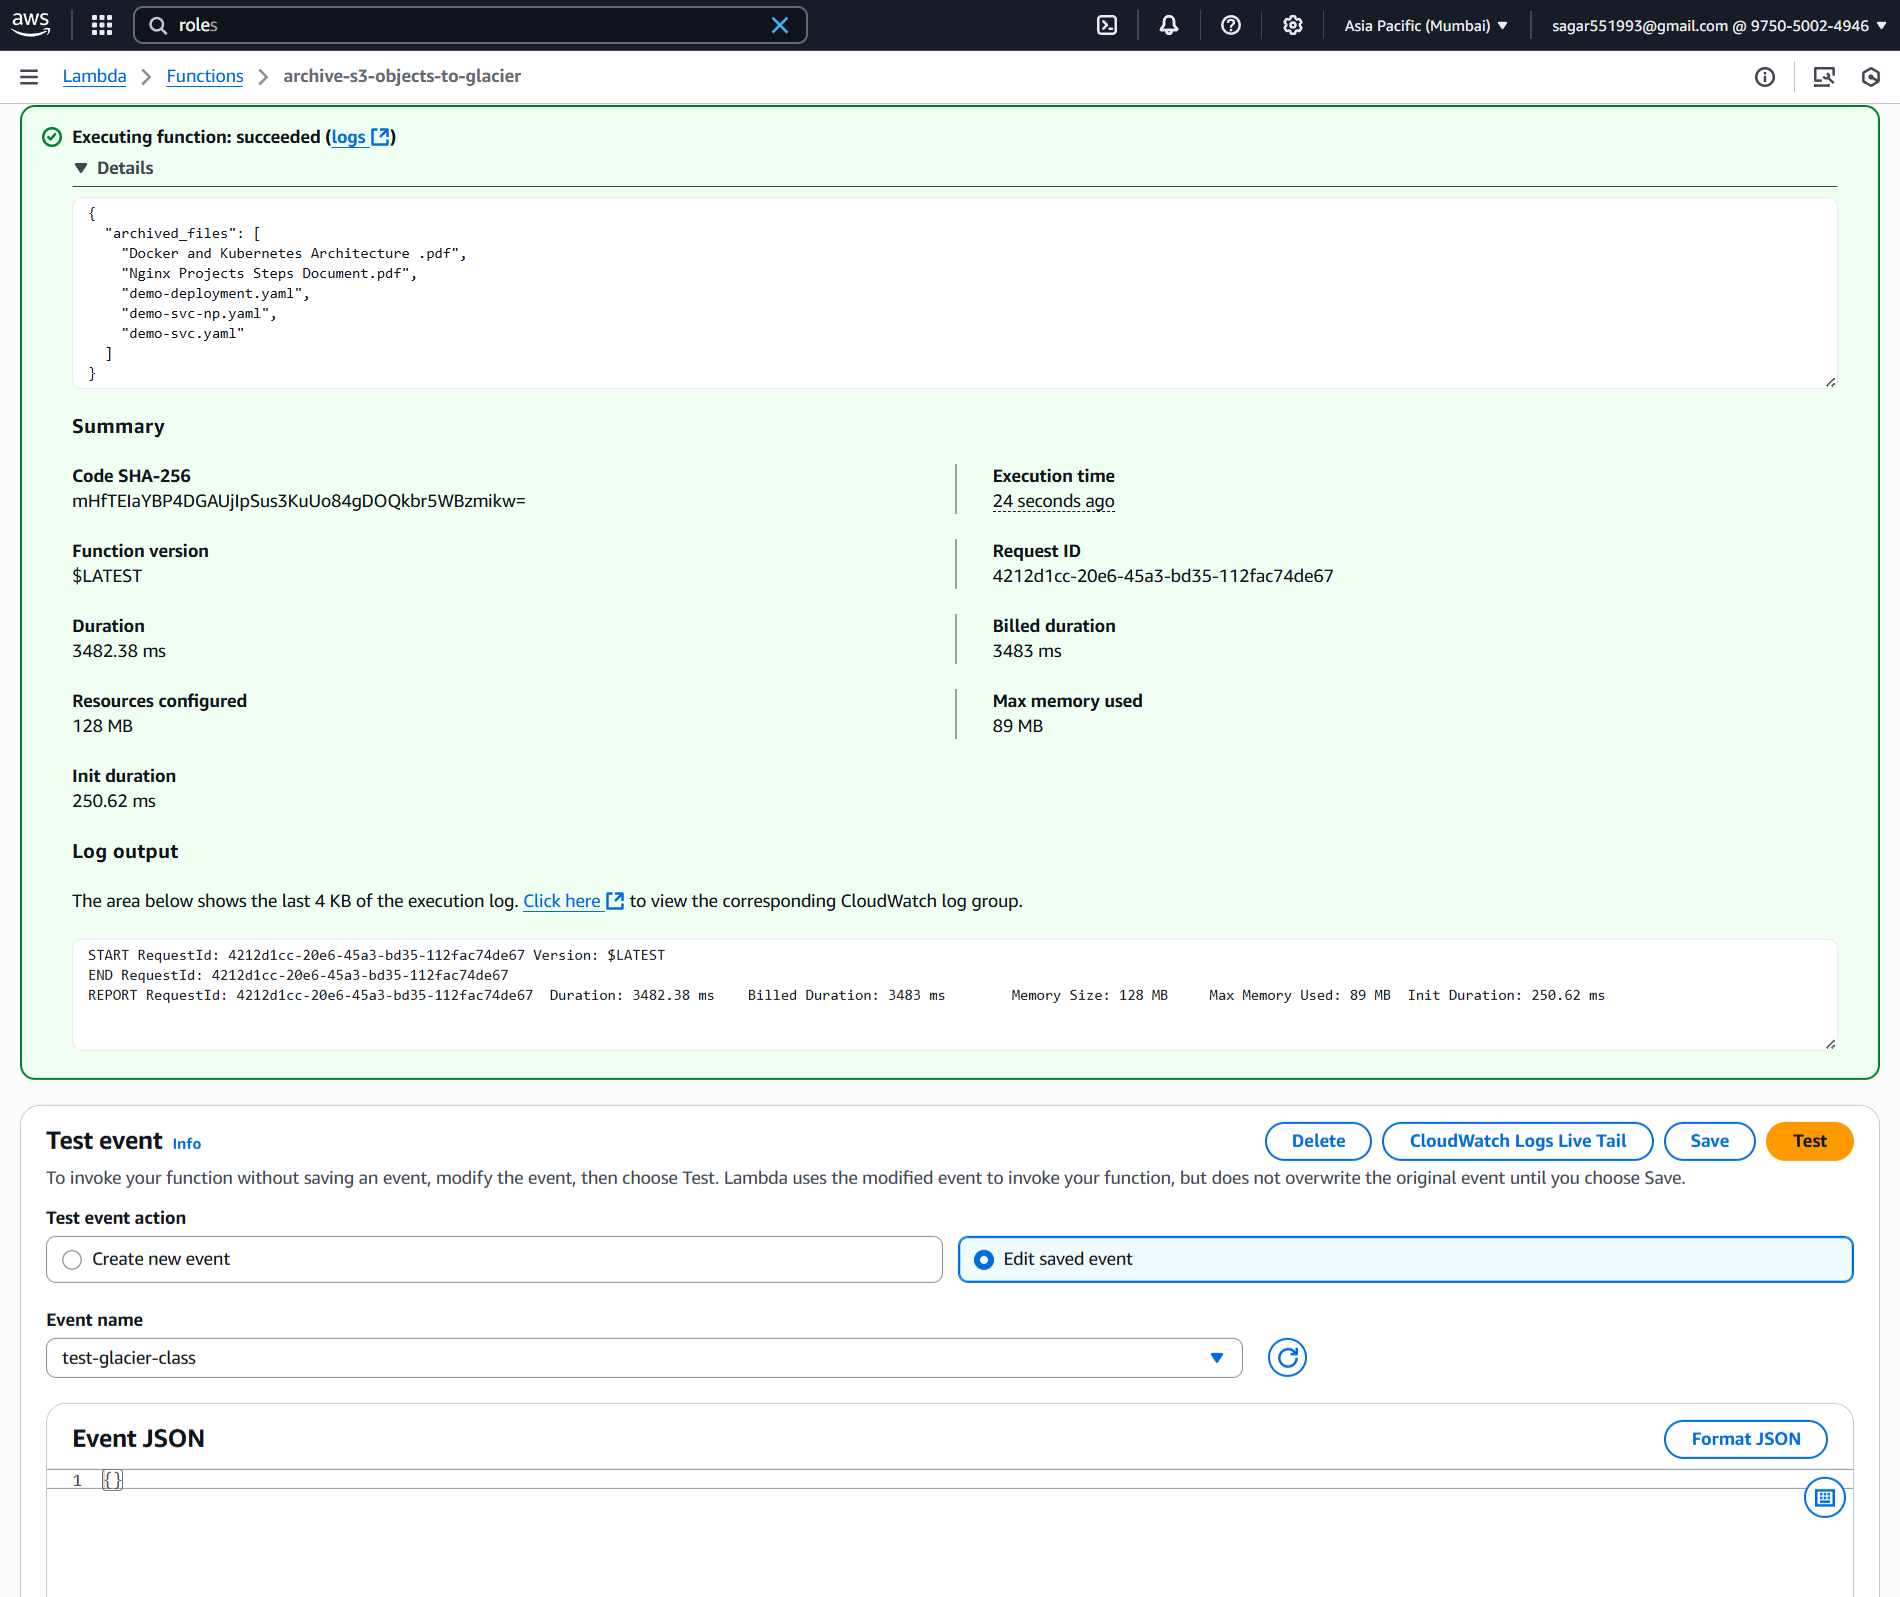 aws
roles
Asia Pacific (Mumbai)
sagar551993@gmail.com @ 9750-5002-4946
Lambda > Functions > archive-s3-objects-to-glacier
Executing function: succeeded (logs)
Details
{
"archived_files": [
"Docker and Kubernetes Architecture .pdf",
"Nginx Projects Steps Document.pdf",
"demo-deployment.yaml",
"demo-svc-np.yaml",
"demo-svc.yaml"
]
}
Summary
Code SHA-256
mHfTEIaYBP4DGAUjIpSus3KuUo84gDOQkbr5WBzmikw=
Execution time
24 seconds ago
Function version
$LATEST
Request ID
4212d1cc-20e6-45a3-bd35-112fac74de67
Duration
3482.38 ms
Billed duration
3483 ms
Resources configured
128 MB
Max memory used
89 MB
Init duration
250.62 ms
Log output
The area below shows the last 4 KB of the execution log. Click here to view the corresponding CloudWatch log group.
START RequestId: 4212d1cc-20e6-45a3-bd35-112fac74de67 Version: $LATEST
END RequestId: 4212d1cc-20e6-45a3-bd35-112fac74de67
REPORT RequestId: 4212d1cc-20e6-45a3-bd35-112fac74de67 Duration: 3482.38 ms Billed Duration: 3483 ms Memory Size: 128 MB Max Memory Used: 89 MB Init Duration: 250.62 ms
Test event Info
Delete
CloudWatch Logs Live Tail
Save
Test
To invoke your function without saving an event, modify the event, then choose Test. Lambda uses the modified event to invoke your function, but does not overwrite the original event until you choose Save.
Test event action
Create new event
Edit saved event
Event name
test-glacier-class
Event JSON
Format JSON
1 {}